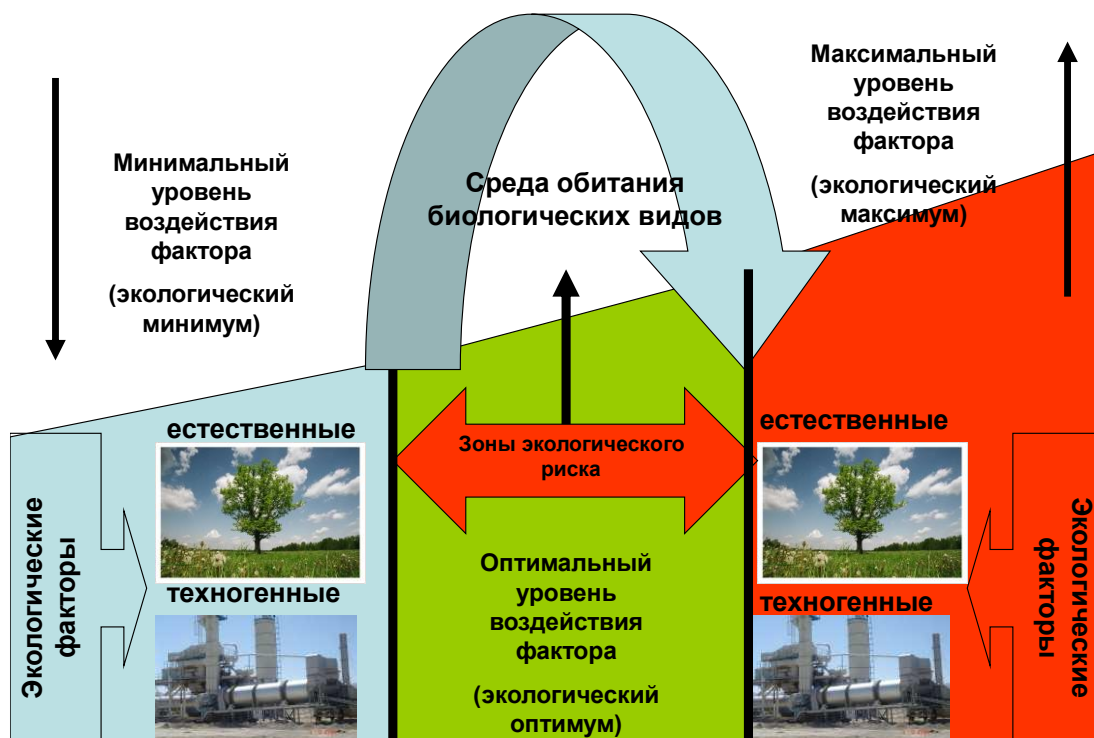 Минимальный
уровень
воздействия
фактора
(экологический
минимум)
Среда обитания
биологических видов
Максимальный
уровень
воздействия
фактора
(экологический
максимум)
Экологические
факторы
естественные
техногенные
Зоны экологического
риска
Оптимальный
уровень
воздействия
фактора
(экологический
оптимум)
естественные
техногенные
Экологические
факторы